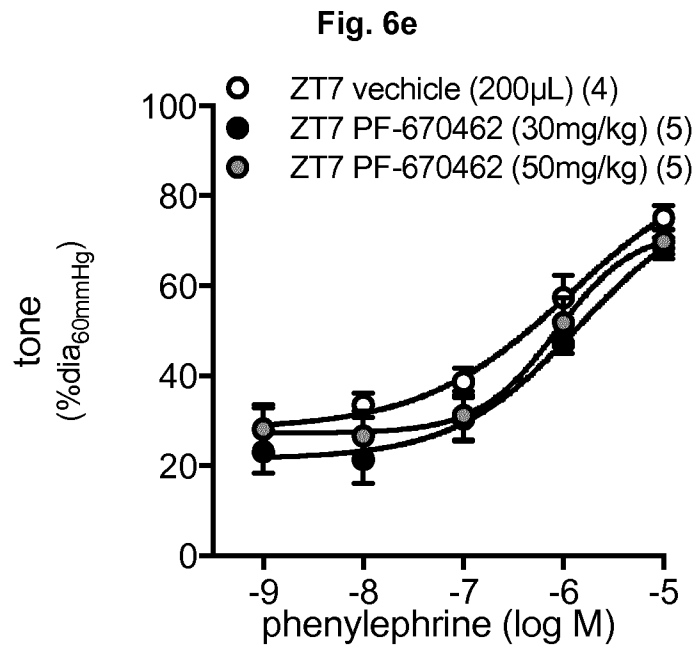 Fig. 6e
ZT7 vechicle (200µL) (4)
ZT7 PF-670462 (30mg/kg) (5)
ZT7 PF-670462 (50mg/kg) (5)
100
80
60
40
20
0
tone
(%dia60mmHg)
-9 -8 -7 -6 -5
phenylephrine (log M)